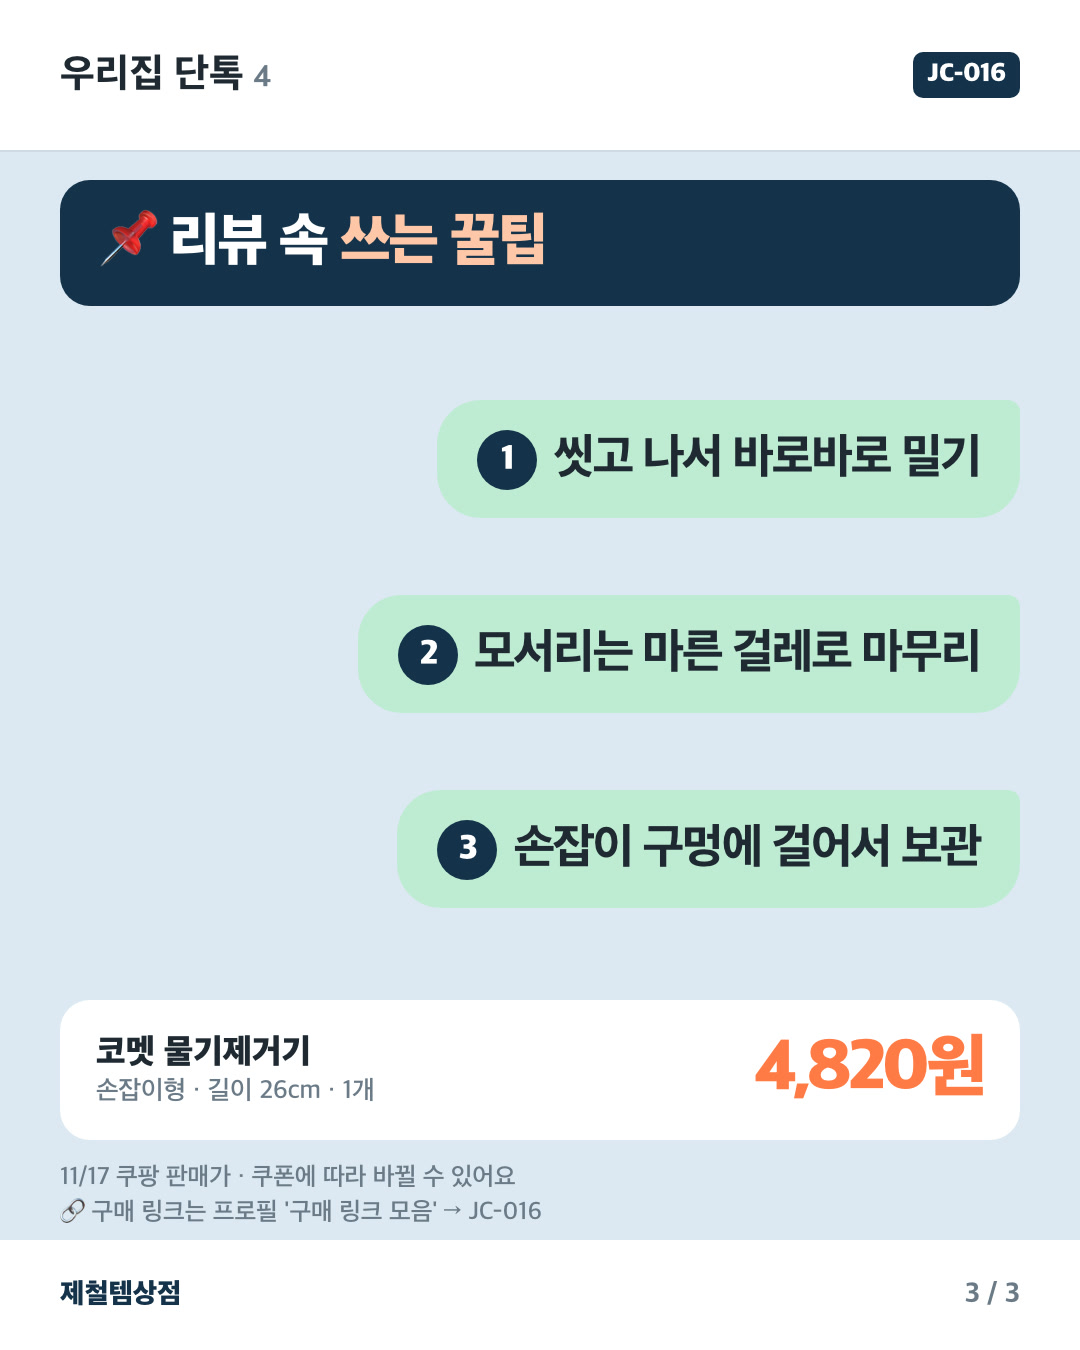 우리집 단톡 4
JC-016
📌 리뷰 속 쓰는 꿀팁
1 씻고 나서 바로바로 밀기
2 모서리는 마른 걸레로 마무리
3 손잡이 구멍에 걸어서 보관
코멧 물기제거기
손잡이형 · 길이 26cm · 1개
4,820원
11/17 쿠팡 판매가 · 쿠폰에 따라 바뀔 수 있어요
🔗 구매 링크는 프로필 '구매 링크 모음' → JC-016
제철템상점
3 / 3